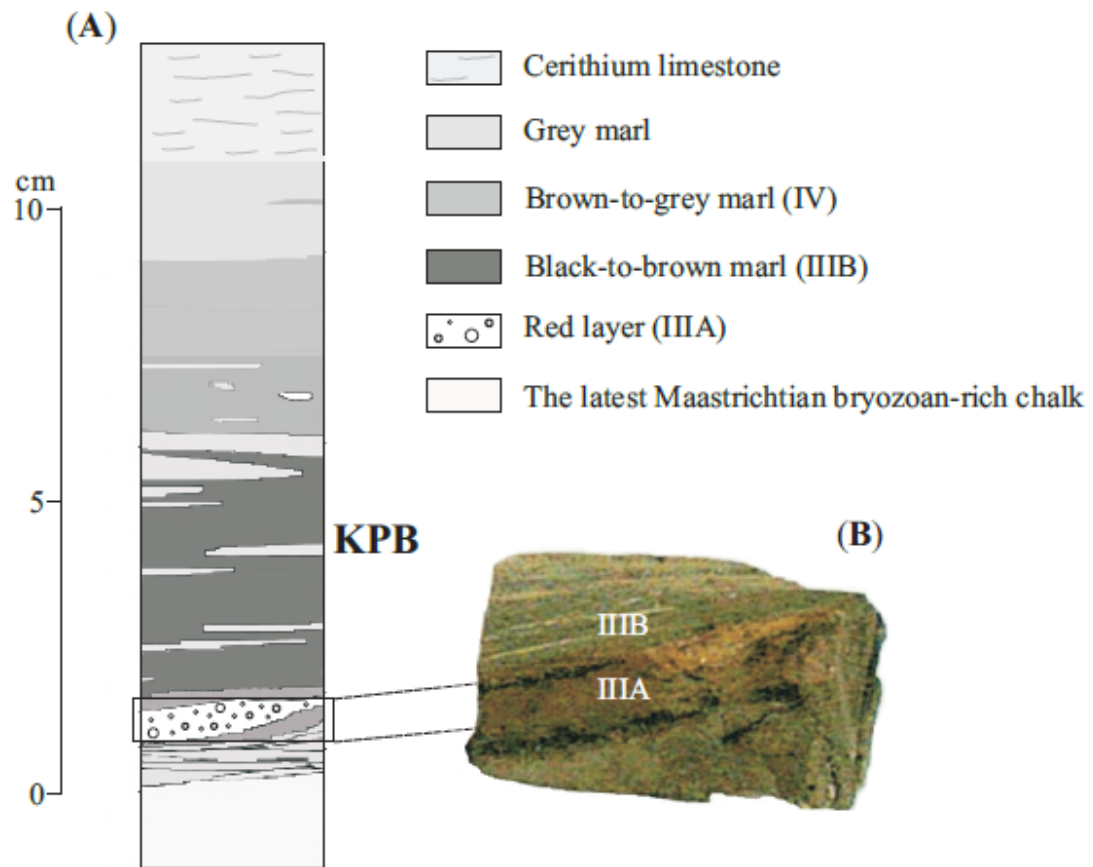 (A)
Cerithium limestone
Grey marl
cm
10
Brown-to-grey marl (IV)
Black-to-brown marl (IIIB)
Red layer (IIIA)
The latest Maastrichtian bryozoan-rich chalk
5
KPB
(B)
IIIB
IIIA
0